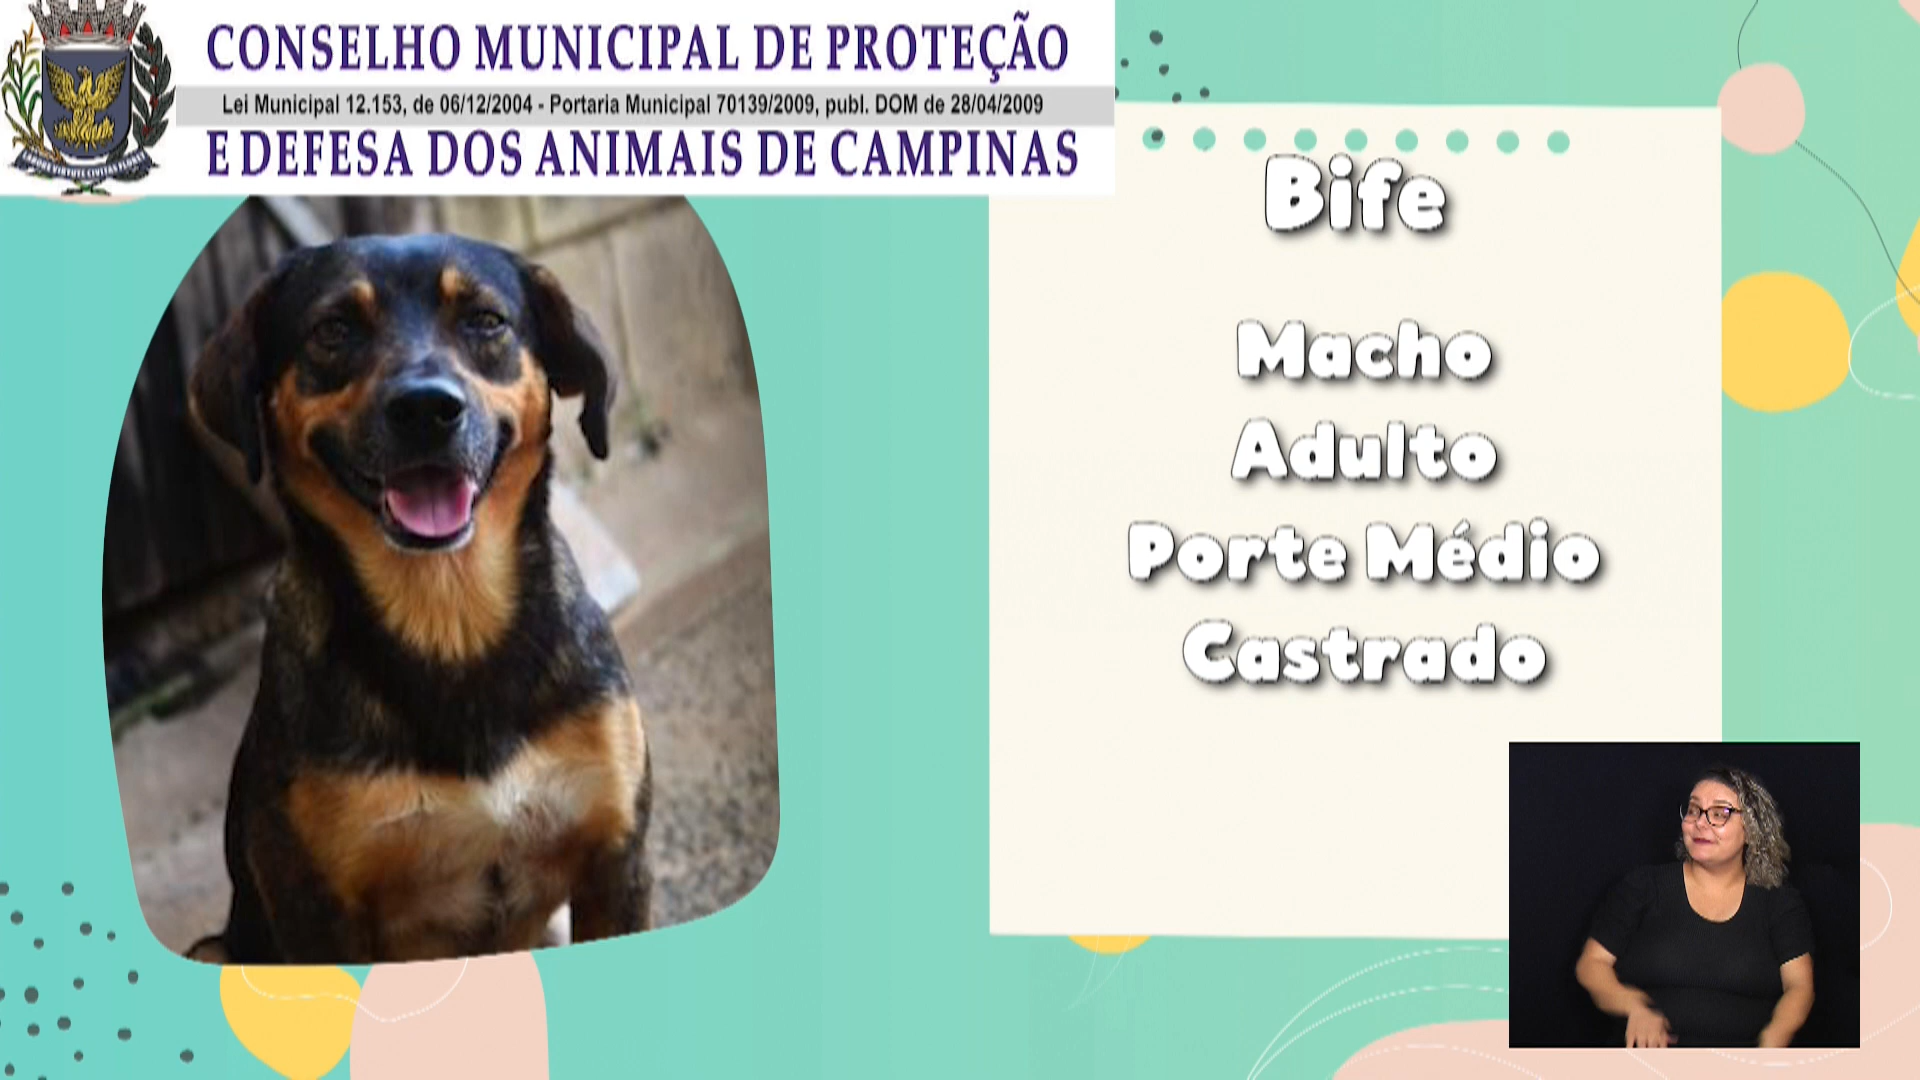 CONSELHO MUNICIPAL DE PROTEÇÃO
Lei Municipal 12.153, de 06/12/2004 - Portaria Municipal 70139/2009, publ. DOM de 28/04/2009
E DEFESA DOS ANIMAIS DE CAMPINAS
Bife
Macho
Adulto
Porte Médio
Castrado